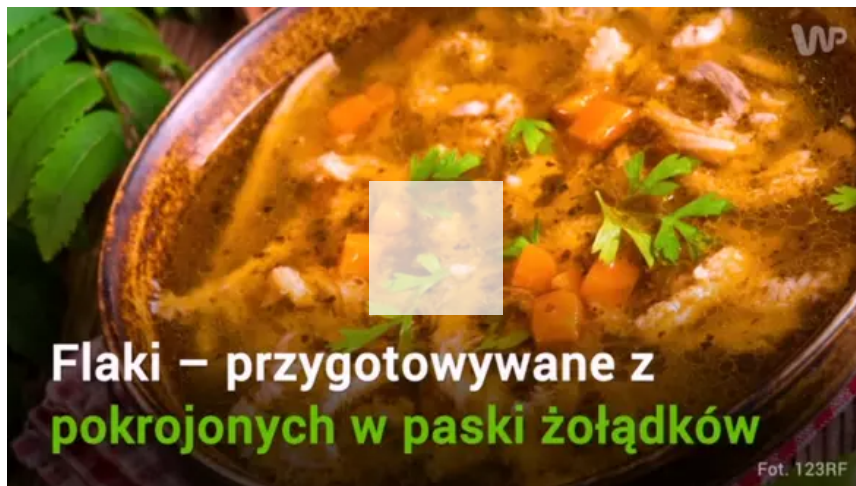 WP
Flaki – przygotowywane z
pokrojonych w paski żołądków
Fot. 123RF